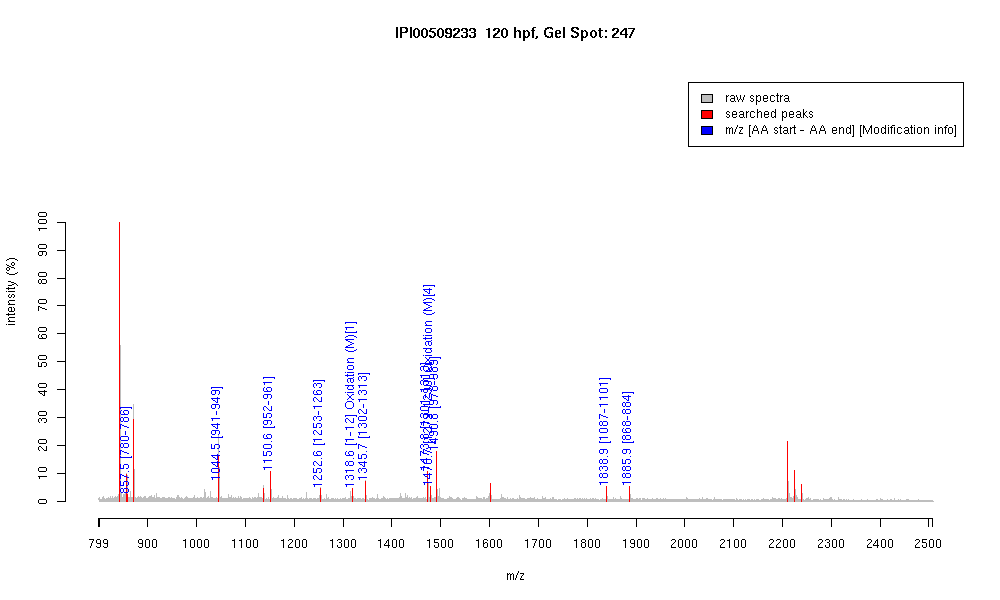 IPI00509233 120 hpf, Gel Spot: 247
raw spectra
searched peaks
m/z [AA start - AA end] [Modification info]
intensity (%)
100
90
80
70
60
50
40
30
20
10
0
857.5 [780-786]
1044.5 [941-949]
1150.6 [952-961]
1252.6 [1253-1263]
1318.6 [1-12] Oxidation (M)[1]
1345.7 [1302-1313]
Oxidation (M)[4]
1838.9 [1087-1101]
1885.9 [868-884]
799 900 1000 1100 1200 1300 1400 1500 1600 1700 1800 1900 2000 2100 2200 2300 2400 2500
m/z